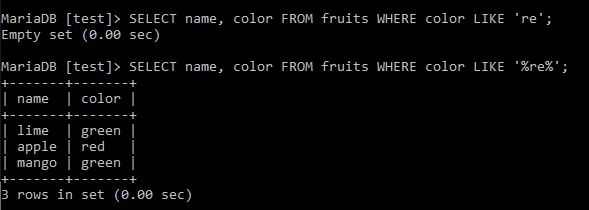 MariaDB [test]> SELECT name, color FROM fruits WHERE color LIKE 're';
Empty set (0.00 sec)
MariaDB [test]> SELECT name, color FROM fruits WHERE color LIKE '%re%';
+-------+-------+
| name  | color |
+-------+-------+
| lime  | green |
| apple | red   |
| mango | green |
+-------+-------+
3 rows in set (0.00 sec)